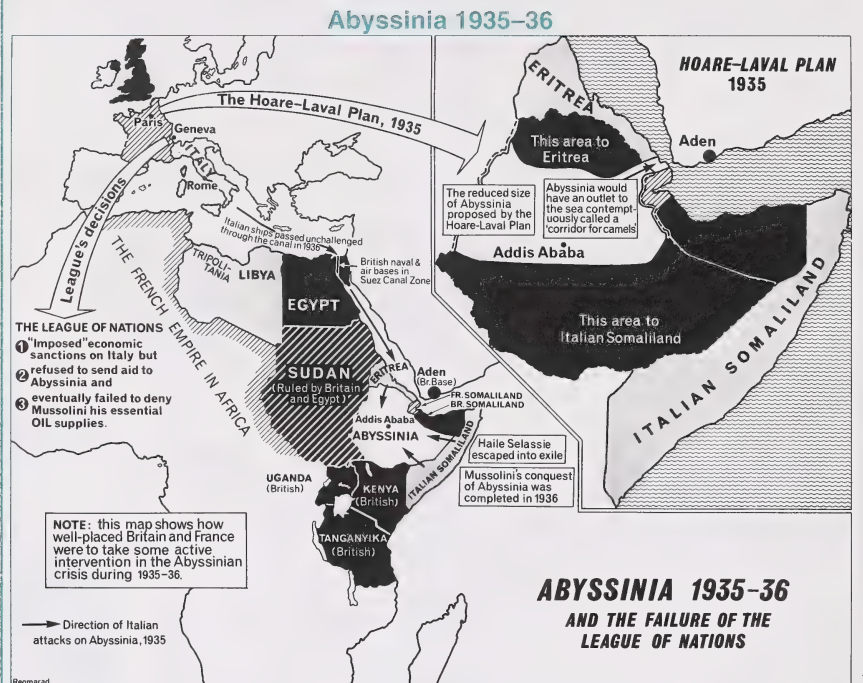 Abyssinia 1935–36
HOARE–LAVAL PLAN
1935
The Hoare–Laval Plan, 1935
Paris
Geneva
ITALY
Rome
League's decisions
Italian ships passed unchallenged
through the canal in 1936
British naval &
air bases in
Suez Canal Zone
THE FRENCH EMPIRE IN AFRICA
TRIPOLI-
TANIA
LIBYA
EGYPT
SUDAN
(Ruled by Britain
and Egypt)
ERITREA
Aden
(Br. Base)
FR. SOMALILAND
BR. SOMALILAND
Addis Ababa
ABYSSINIA
ITALIAN SOMALILAND
Haile Selassie
escaped into exile
Mussolini's conquest
of Abyssinia was
completed in 1936
UGANDA
(British)
KENYA
(British)
TANGANYIKA
(British)
THE LEAGUE OF NATIONS
1 "Imposed" economic
sanctions on Italy but
2 refused to send aid to
Abyssinia and
3 eventually failed to deny
Mussolini his essential
OIL supplies.
NOTE: this map shows how
well-placed Britain and France
were to take some active
intervention in the Abyssinian
crisis during 1935–36.
Direction of Italian
attacks on Abyssinia, 1935
ERITREA
This area to
Eritrea
Aden
The reduced size
of Abyssinia
proposed by the
Hoare–Laval Plan
Abyssinia would
have an outlet to
the sea contempt-
uously called a
'corridor for camels'
Addis Ababa
This area to
Italian Somaliland
ITALIAN SOMALILAND
ABYSSINIA 1935–36
AND THE FAILURE OF THE
LEAGUE OF NATIONS
Regmarad